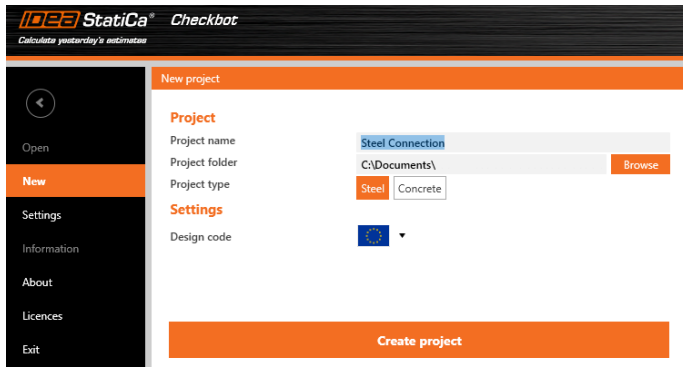 IDEA StatiCa® Checkbot
Calculate yesterday's estimates
New project
Open
New
Settings
Information
About
Licences
Exit
Project
Project name Steel Connection
Project folder C:\Documents\ Browse
Project type Steel Concrete
Settings
Design code
Create project